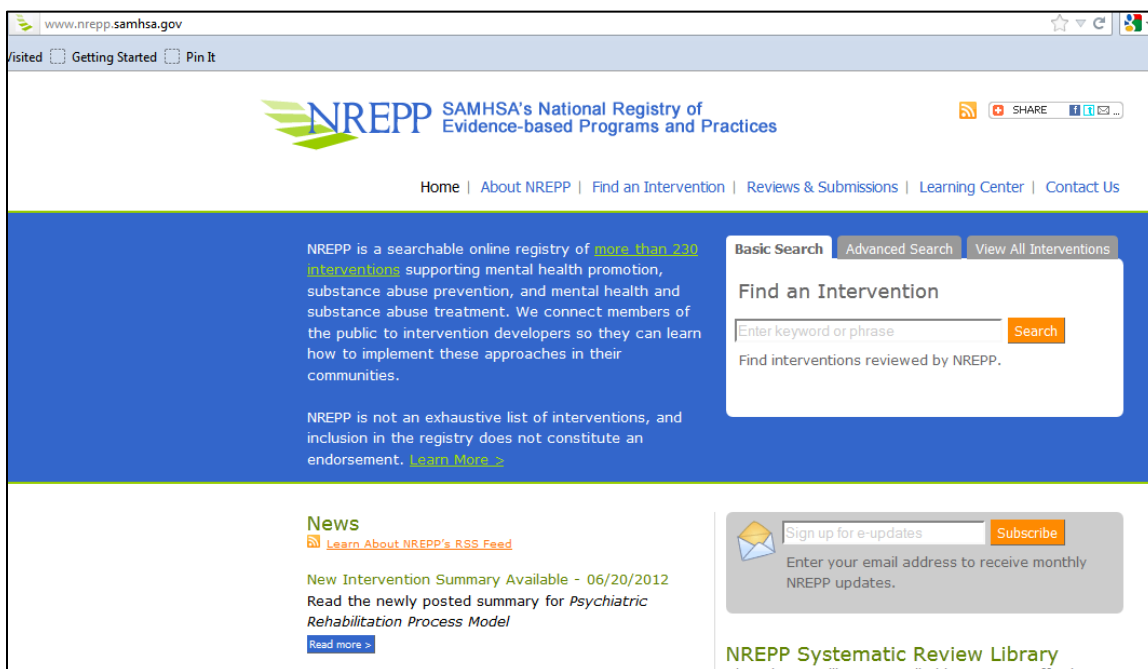 www.nrepp.samhsa.gov
Visited Getting Started Pin It
NREPP SAMHSA's National Registry of
Evidence-based Programs and Practices
SHARE
Home | About NREPP | Find an Intervention | Reviews & Submissions | Learning Center | Contact Us
NREPP is a searchable online registry of more than 230
interventions supporting mental health promotion,
substance abuse prevention, and mental health and
substance abuse treatment. We connect members of
the public to intervention developers so they can learn
how to implement these approaches in their
communities.
NREPP is not an exhaustive list of interventions, and
inclusion in the registry does not constitute an
endorsement. Learn More >
Basic Search Advanced Search View All Interventions
Find an Intervention
Enter keyword or phrase Search
Find interventions reviewed by NREPP.
News
Learn About NREPP's RSS Feed
New Intervention Summary Available - 06/20/2012
Read the newly posted summary for Psychiatric
Rehabilitation Process Model
Read more >
Sign up for e-updates Subscribe
Enter your email address to receive monthly
NREPP updates.
NREPP Systematic Review Library